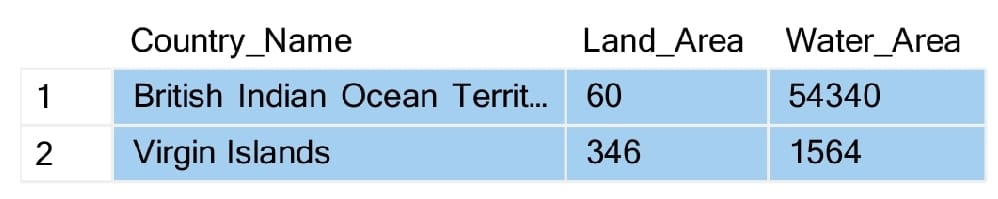 Country_Name Land_Area Water_Area
1 British Indian Ocean Territ... 60 54340
2 Virgin Islands 346 1564